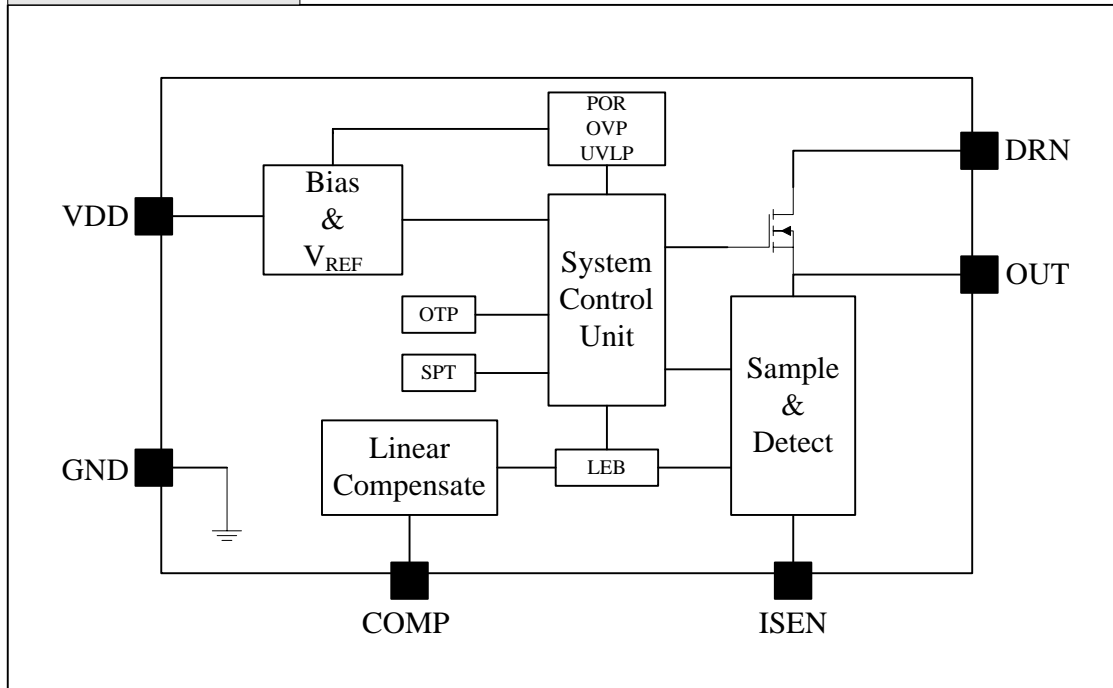 POR
OVP
UVLP
DRN
Bias
&
VREF
VDD
System
Control
Unit
OUT
OTP
SPT
Sample
&
Detect
Linear
Compensate
LEB
GND
COMP
ISEN